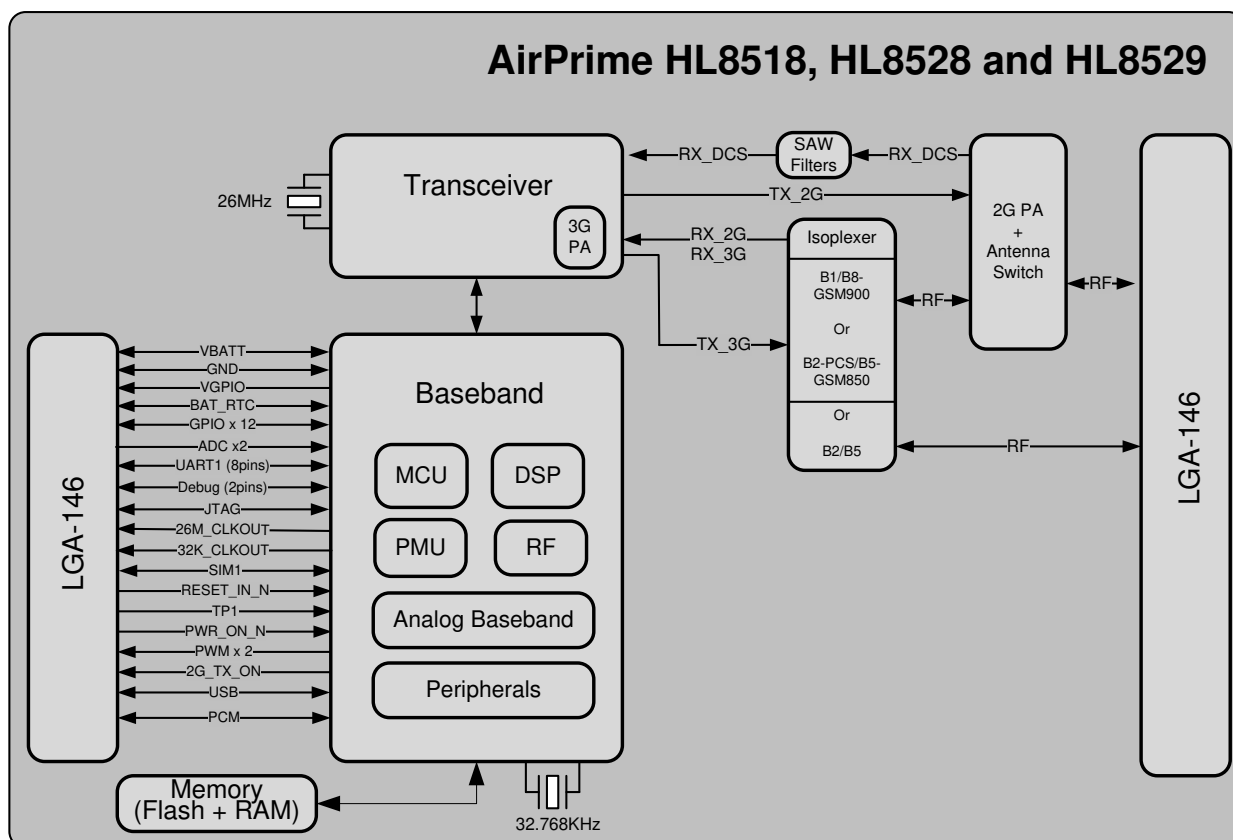 AirPrime HL8518, HL8528 and HL8529
Transceiver
26MHz
3G
PA
RX_DCS
SAW
Filters
RX_DCS
TX_2G
RX_2G
RX_3G
TX_3G
Isoplexer
B1/B8-
GSM900
Or
B2-PCS/B5-
GSM850
Or
B2/B5
RF
2G PA
+
Antenna
Switch
RF
RF
LGA-146
LGA-146
VBATT
GND
VGPIO
BAT_RTC
GPIO x 12
ADC x2
UART1 (8pins)
Debug (2pins)
JTAG
26M_CLKOUT
32K_CLKOUT
SIM1
RESET_IN_N
TP1
PWR_ON_N
PWM x 2
2G_TX_ON
USB
PCM
Baseband
MCU
DSP
PMU
RF
Analog Baseband
Peripherals
Memory
(Flash + RAM)
32.768KHz